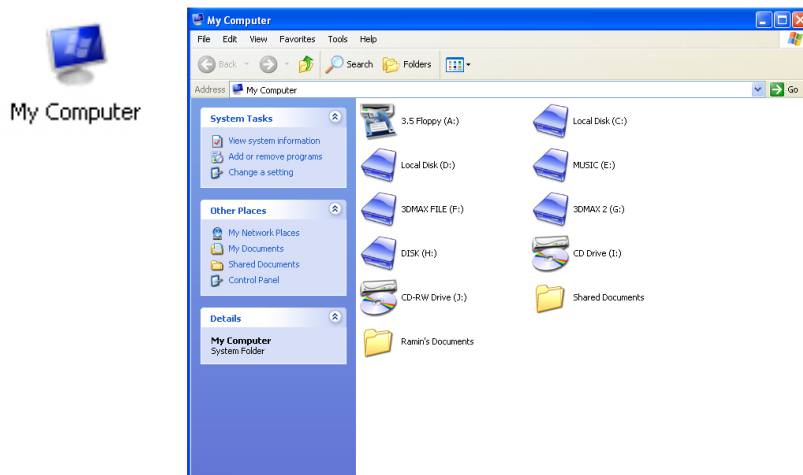 My Computer
My Computer
File Edit View Favorites Tools Help
Back Search Folders
Address My Computer Go
System Tasks
View system information
Add or remove programs
Change a setting
Other Places
My Network Places
My Documents
Shared Documents
Control Panel
Details
My Computer
System Folder
3.5 Floppy (A:) Local Disk (C:)
Local Disk (D:) MUSIC (E:)
3DMAX FILE (F:) 3DMAX 2 (G:)
DISK (H:) CD Drive (I:)
CD-RW Drive (J:) Shared Documents
Ramin's Documents